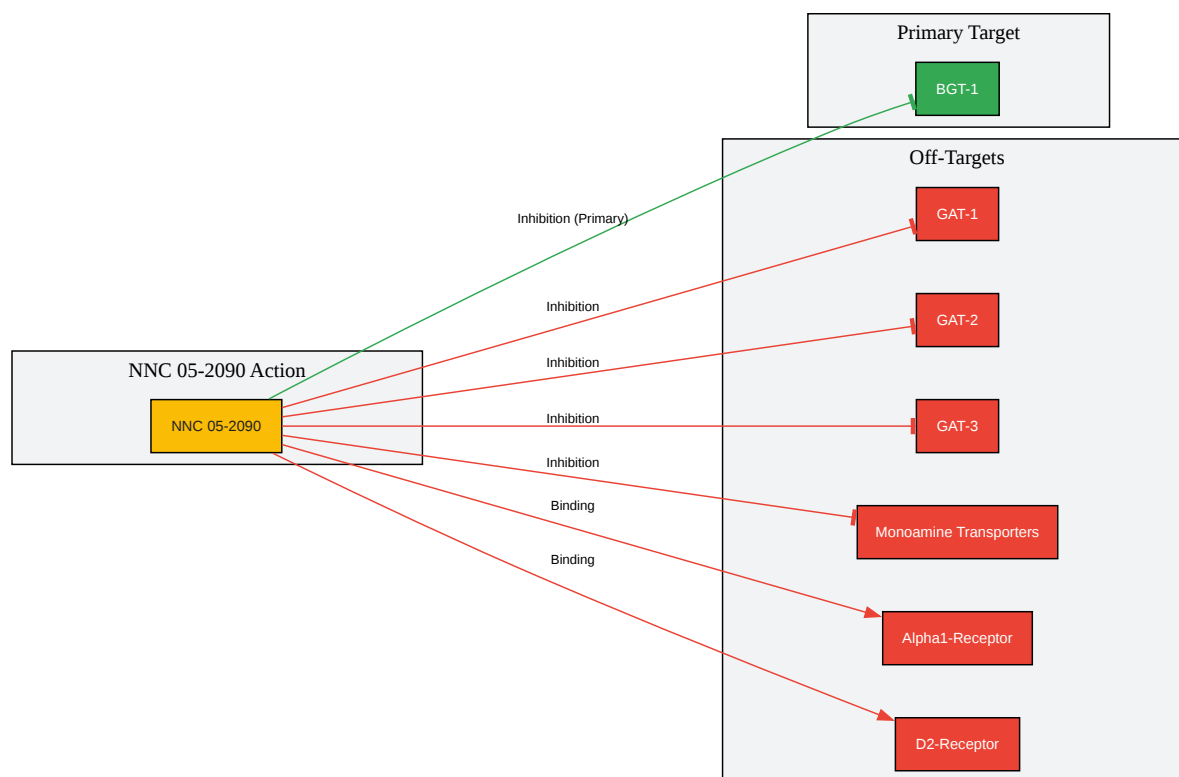 Primary Target
BGT-1
Off-Targets
GAT-1
Inhibition (Primary)
Inhibition
GAT-2
Inhibition
NNC 05-2090 Action
NNC 05-2090
Inhibition
GAT-3
Inhibition
Monoamine Transporters
Binding
Binding
Alpha1-Receptor
D2-Receptor